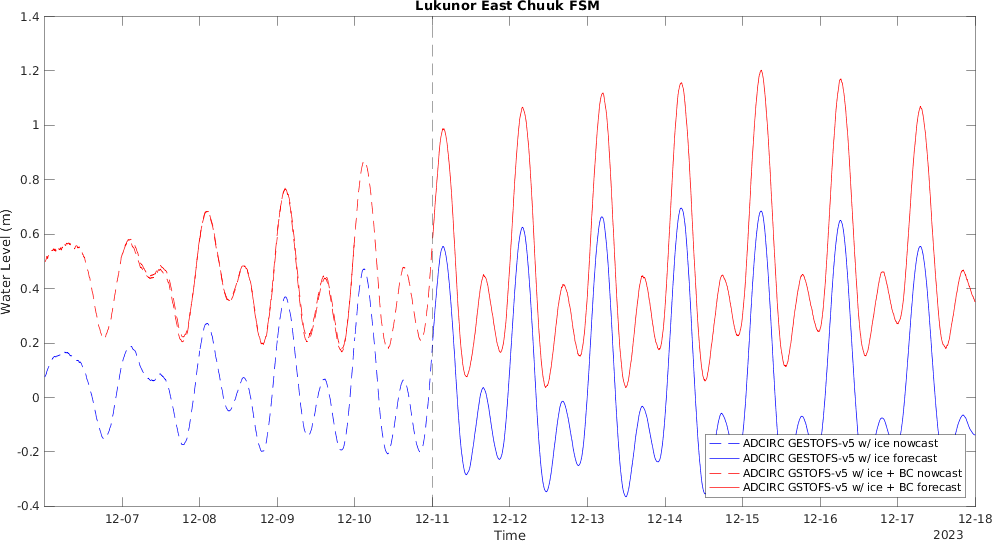 Lukunor East Chuuk FSM
1.4
1.2
1
0.8
0.6
0.4
0.2
0
-0.2
-0.4
Water Level (m)
ADCIRC GESTOFS-v5 w/ ice nowcast
ADCIRC GESTOFS-v5 w/ ice forecast
ADCIRC GSTOFS-v5 w/ ice + BC nowcast
ADCIRC GSTOFS-v5 w/ ice + BC forecast
12-07 12-08 12-09 12-10 12-11 12-12 12-13 12-14 12-15 12-16 12-17 12-18
Time
2023